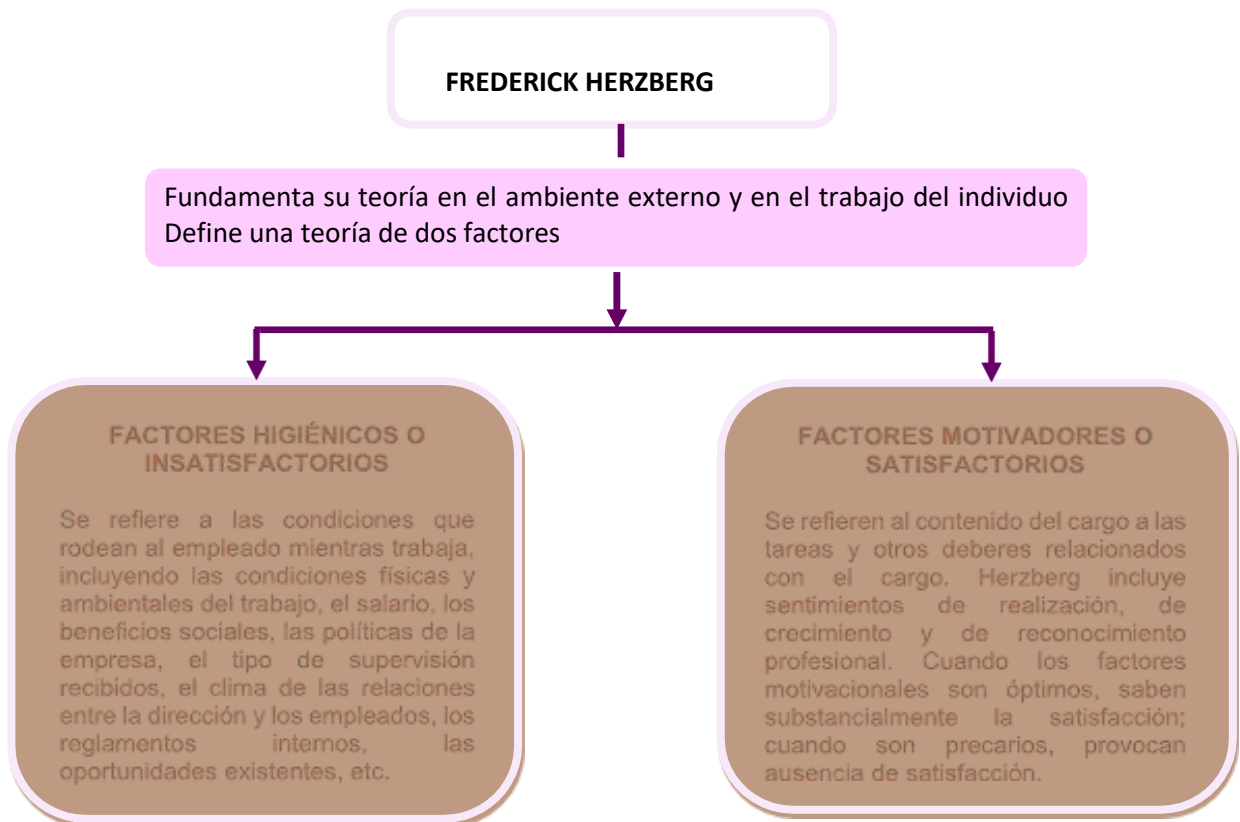 FREDERICK HERZBERG
Fundamenta su teoría en el ambiente externo y en el trabajo del individuo
Define una teoría de dos factores
FACTORES HIGIÉNICOS O
INSATISFACTORIOS
Se refiere a las condiciones que
rodean al empleado mientras trabaja,
incluyendo las condiciones físicas y
ambientales del trabajo, el salario, los
beneficios sociales, las políticas de la
empresa, el tipo de supervisión
recibidos, el clima de las relaciones
entre la dirección y los empleados, los
reglamentos internos, las
oportunidades existentes, etc.
FACTORES MOTIVADORES O
SATISFACTORIOS
Se refieren al contenido del cargo a las
tareas y otros deberes relacionados
con el cargo. Herzberg incluye
sentimientos de realización, de
crecimiento y de reconocimiento
profesional. Cuando los factores
motivacionales son óptimos, saben
substancialmente la satisfacción;
cuando son precarios, provocan
ausencia de satisfacción.